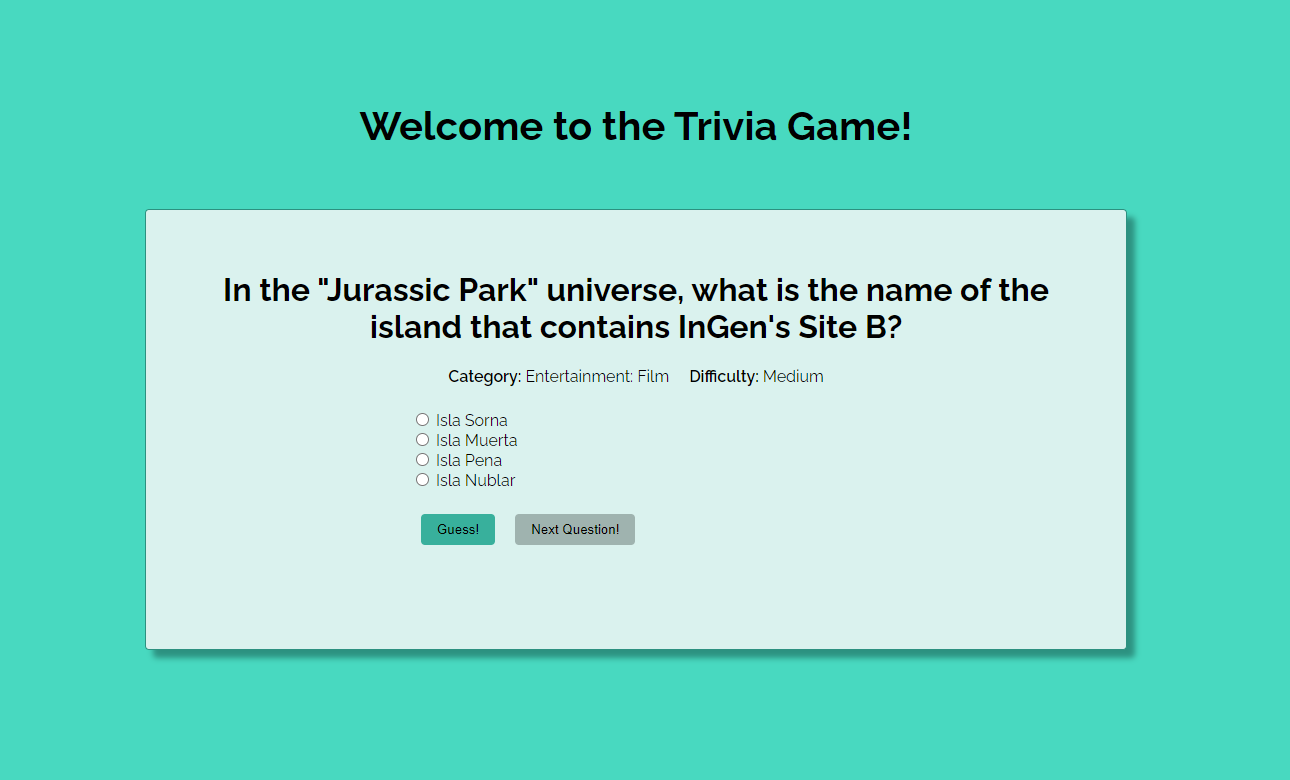 Welcome to the Trivia Game!
In the "Jurassic Park" universe, what is the name of the
island that contains InGen's Site B?
Category: Entertainment: Film Difficulty: Medium
Isla Sorna
Isla Muerta
Isla Pena
Isla Nublar
Guess! Next Question!